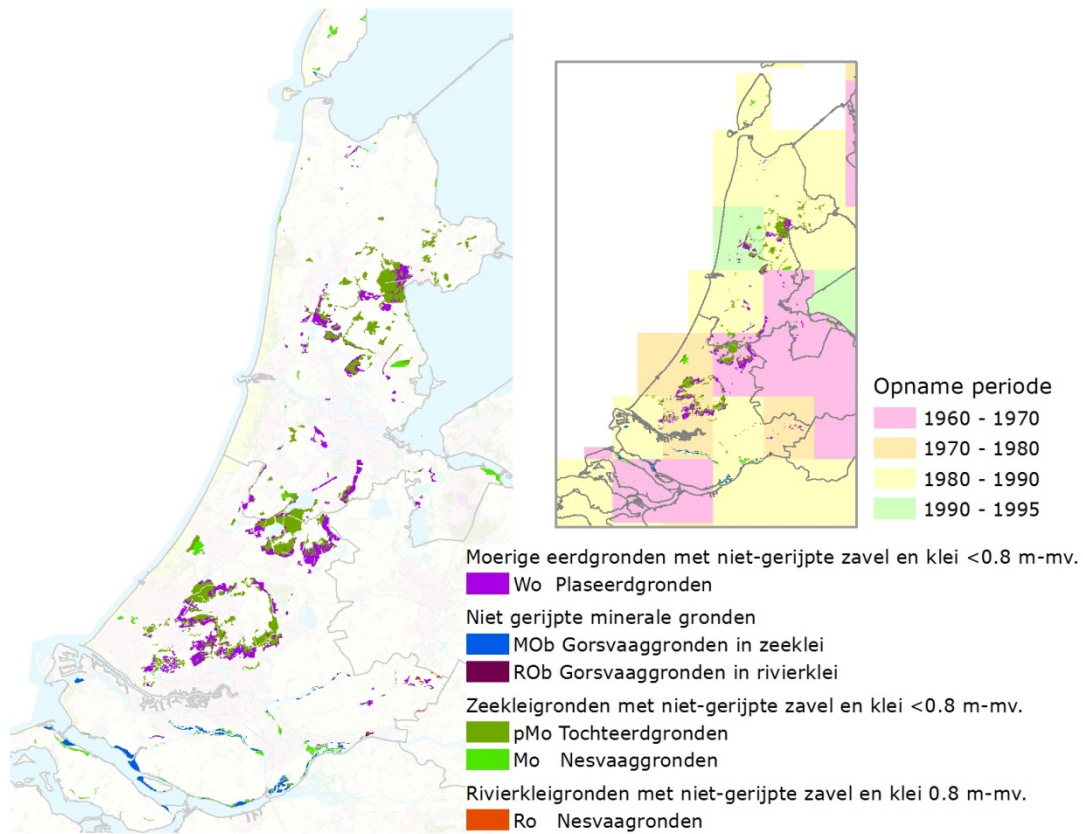 Opname periode
1960 - 1970
1970 - 1980
1980 - 1990
1990 - 1995
Moerige eerdgronden met niet-gerijpte zavel en klei <0.8 m-mv.
Wo Plaseerdgronden
Niet gerijpte minerale gronden
MOb Gorsvaaggronden in zeeklei
ROb Gorsvaaggronden in rivierklei
Zeekleigronden met niet-gerijpte zavel en klei <0.8 m-mv.
pMo Tochteerdgronden
Mo Nesvaaggronden
Rivierkleigronden met niet-gerijpte zavel en klei 0.8 m-mv.
Ro Nesvaggronden